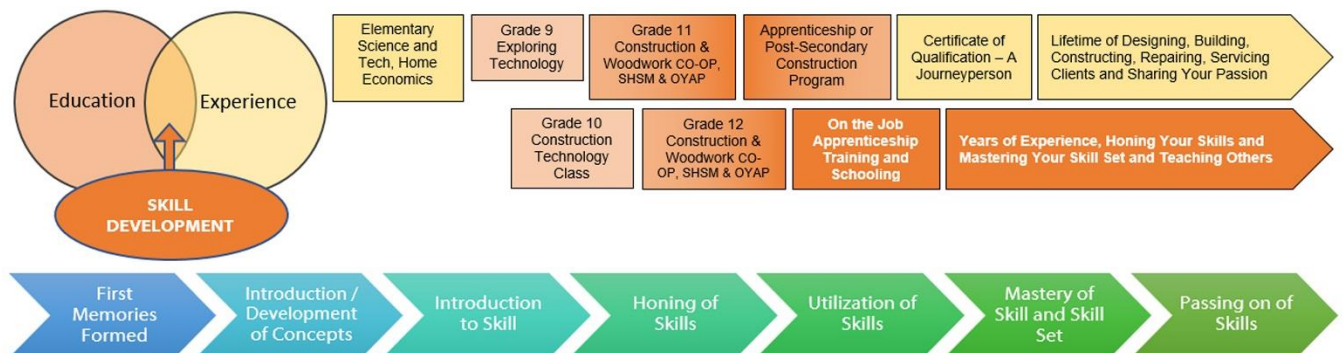 Education
Experience
SKILL
DEVELOPMENT
Elementary
Science and
Tech, Home
Economics
Grade 9
Exploring
Technology
Grade 11
Construction &
Woodwork CO-OP,
SHSM & OYAP
Apprenticeship or
Post-Secondary
Construction
Program
Certificate of
Qualification – A
Journeyperson
Lifetime of Designing, Building,
Constructing, Repairing, Servicing
Clients and Sharing Your Passion
Grade 10
Construction
Technology
Class
Grade 12
Construction &
Woodwork CO-
OP, SHSM & OYAP
On the Job
Apprenticeship
Training and
Schooling
Years of Experience, Honing Your Skills and
Mastering Your Skill Set and Teaching Others
First
Memories
Formed
Introduction /
Development
of Concepts
Introduction
to Skill
Honing of
Skills
Utilization of
Skills
Mastery of
Skill and Skill
Set
Passing on of
Skills